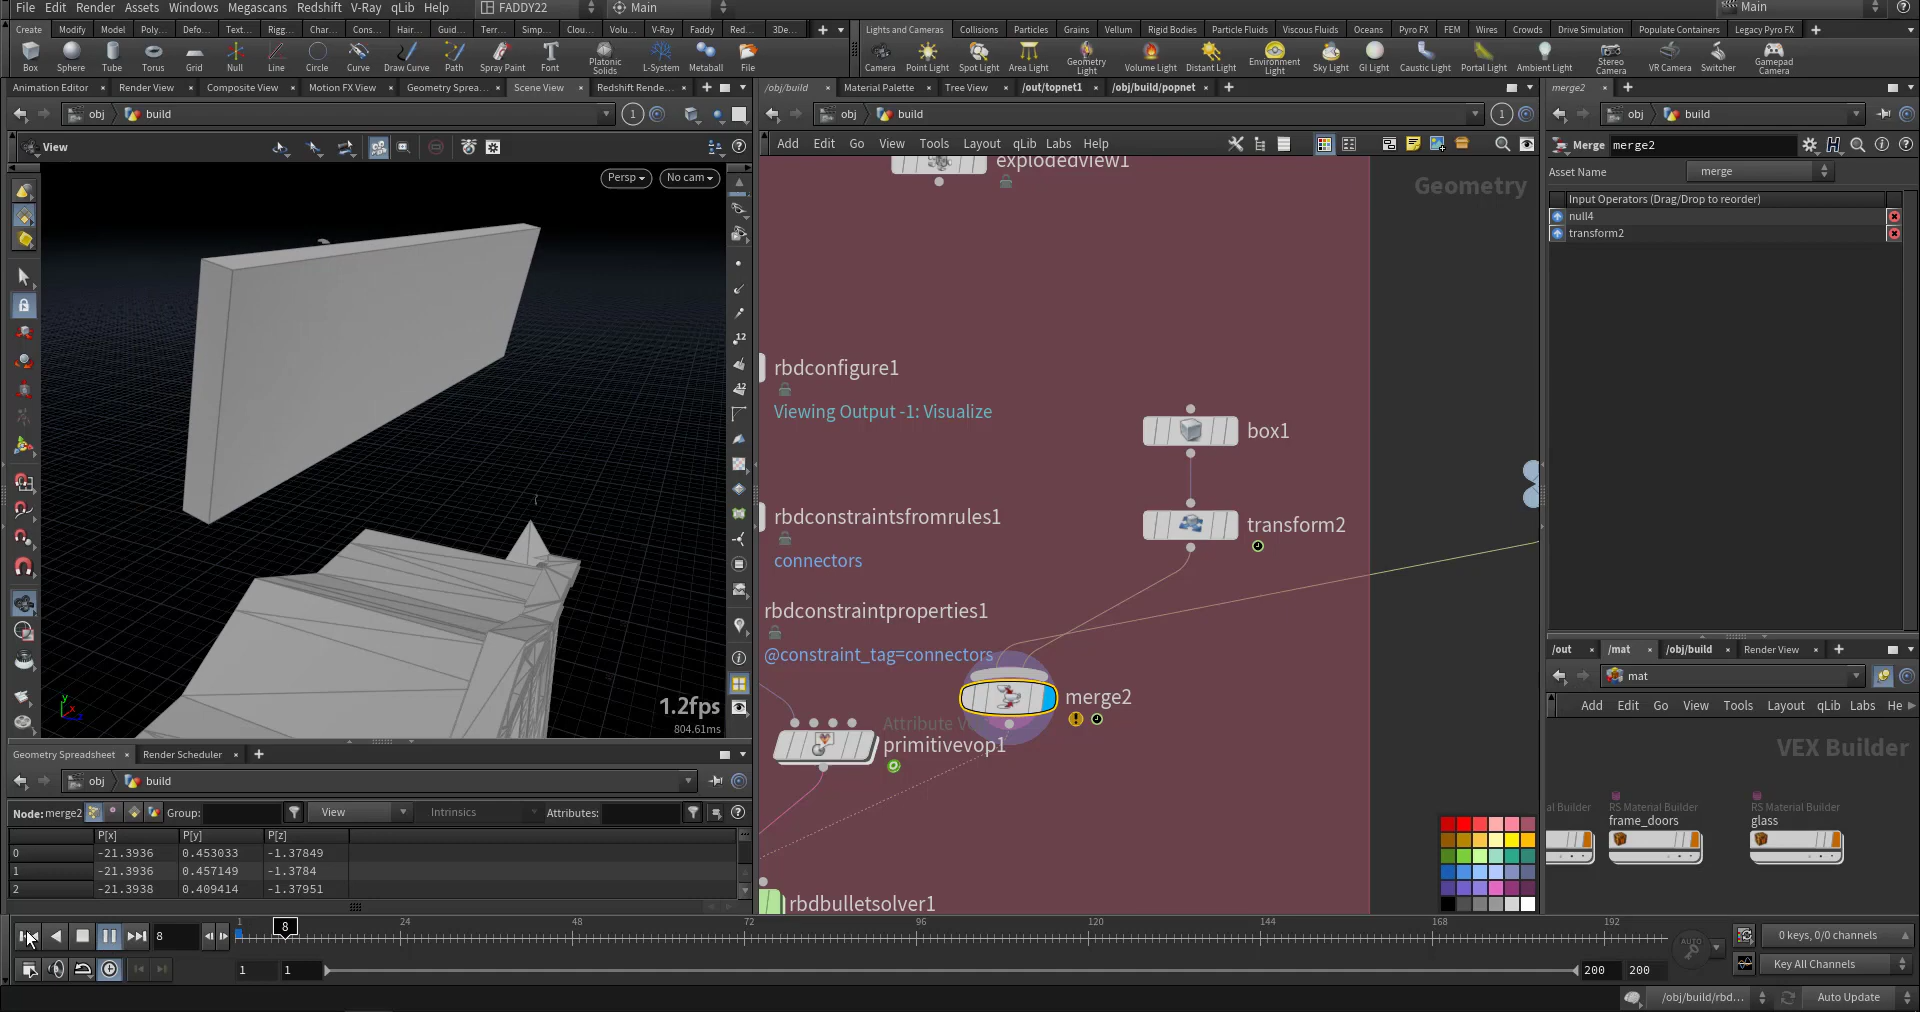 File Edit Render Assets Windows Megascans Redshift V-Ray qLib Help FADDY22 Main Main
Create Modify Model Poly... Defo... Text... Rigg... Char... Cons... Hair... Guid... Terr... Simp... Clou... Volu... V-Ray Faddy Red... 3De...
Lights and Cameras Collisions Particles Grains Vellum Rigid Bodies Particle Fluids Viscous Fluids Oceans Pyro FX FEM Wires Crowds Drive Simulation Populate Containers Legacy Pyro FX
Box Sphere Tube Torus Grid Null Line Circle Curve Draw Curve Path Spray Paint Font Platonic Solids L-System Metaball File
Camera Point Light Spot Light Area Light Geometry Light Volume Light Distant Light Environment Light Sky Light GI Light Caustic Light Portal Light Ambient Light Stereo Camera VR Camera Switcher Gamepad Camera
Animation Editor Render View Composite View Motion FX View Geometry Sprea... Scene View Redshift Rende...
/obj/build Material Palette Tree View /out/topnet1 /obj/build/popnet
merge2
obj build 1
obj build 1
obj build
View
Add Edit Go View Tools Layout qLib Labs Help
Merge merge2
Asset Name merge
Input Operators (Drag/Drop to reorder)
null4
transform2
Persp No cam
12
12
1.2fps
804.61ms
y
x
z
explodedview1
Geometry
rbdconfigure1
Viewing Output -1: Visualize
box1
rbdconstraintsfromrules1
connectors
transform2
rbdconstraintproperties1
@constraint_tag=connectors
merge2
Attribute V
primitivevop1
rbdbulletsolver1
/out /mat /obj/build Render View
mat
Add Edit Go View Tools Layout qLib Labs He
VEX Builder
al Builder
RS Material Builder
frame_doors
RS Material Builder
glass
Geometry Spreadsheet Render Scheduler
obj build
Node: merge2 Group: View Intrinsics Attributes:
P[x] P[y] P[z]
0 -21.3936 0.453033 -1.37849
1 -21.3936 0.457149 -1.3784
2 -21.3938 0.409414 -1.37951
8
1 8 24 48 72 96 120 144 168 192
AUTO
0 keys, 0/0 channels
1 1 200 200
Key All Channels
/obj/build/rbd... Auto Update